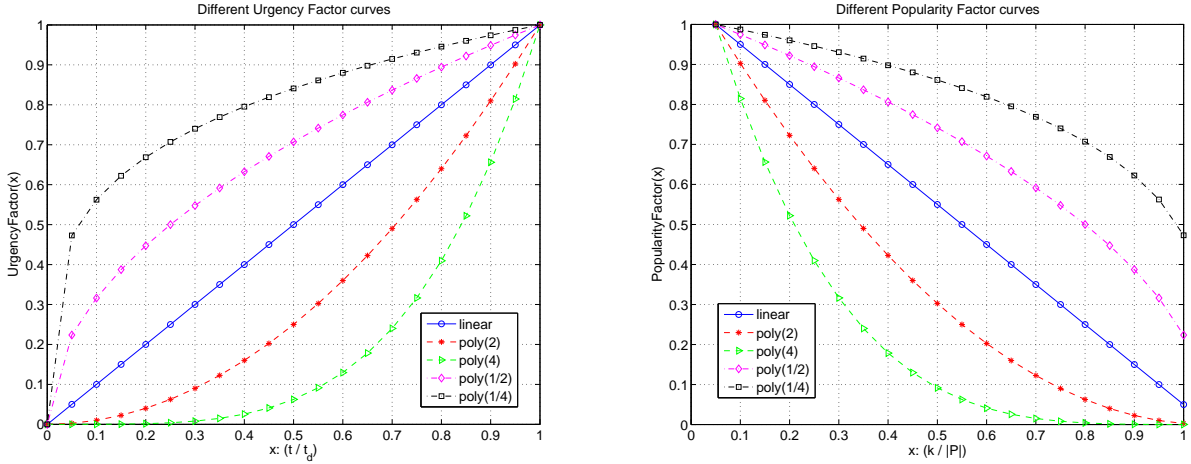 Different Urgency Factor curves
UrgencyFactor(x)
1
0.9
0.8
0.7
0.6
0.5
0.4
0.3
0.2
0.1
0
0 0.1 0.2 0.3 0.4 0.5 0.6 0.7 0.8 0.9 1
x: (t / t_d)
linear
poly(2)
poly(4)
poly(1/2)
poly(1/4)
Different Popularity Factor curves
PopularityFactor(x)
1
0.9
0.8
0.7
0.6
0.5
0.4
0.3
0.2
0.1
0
0.1 0.2 0.3 0.4 0.5 0.6 0.7 0.8 0.9 1
x: (k / |P|)
linear
poly(2)
poly(4)
poly(1/2)
poly(1/4)